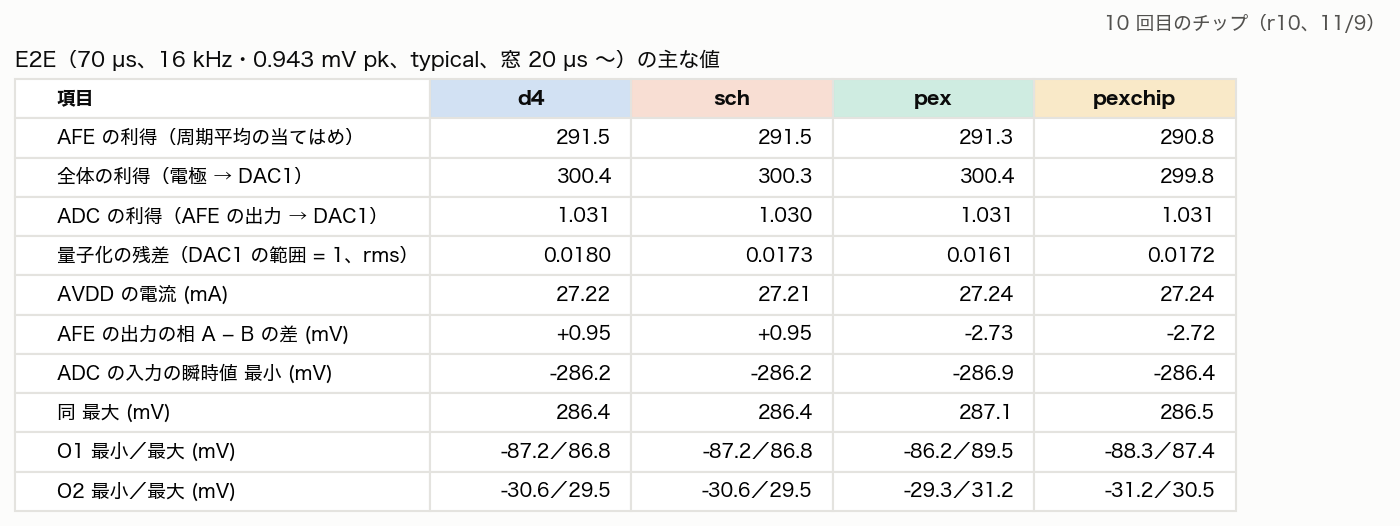 10 回目のチップ（r10、11/9）
E2E（70 µs、16 kHz・0.943 mV pk、typical、窓 20 µs ～）の主な値
項目 d4 sch pex pexchip
AFE の利得（周期平均の当てはめ） 291.5 291.5 291.3 290.8
全体の利得（電極 → DAC1） 300.4 300.3 300.4 299.8
ADC の利得（AFE の出力 → DAC1） 1.031 1.030 1.031 1.031
量子化の残差（DAC1 の範囲 = 1、rms） 0.0180 0.0173 0.0161 0.0172
AVDD の電流 (mA) 27.22 27.21 27.24 27.24
AFE の出力の相 A − B の差 (mV) +0.95 +0.95 -2.73 -2.72
ADC の入力の瞬時値 最小 (mV) -286.2 -286.2 -286.9 -286.4
同 最大 (mV) 286.4 286.4 287.1 286.5
O1 最小／最大 (mV) -87.2／86.8 -87.2／86.8 -86.2／89.5 -88.3／87.4
O2 最小／最大 (mV) -30.6／29.5 -30.6／29.5 -29.3／31.2 -31.2／30.5